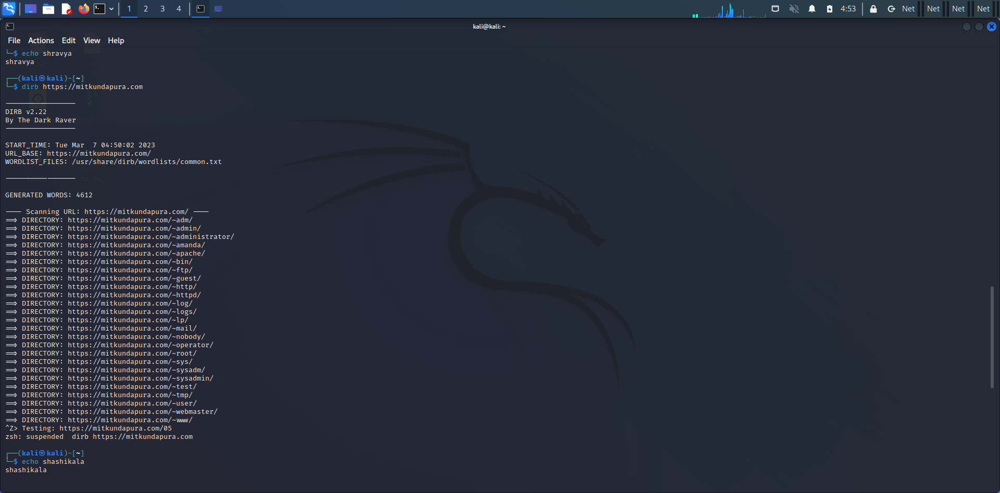 1 2 3 4 4:53 Net Net Net Net
kali@kali: ~
File Actions Edit View Help
└─$ echo shravya
shravya
┌──(kali㉿kali)-[~]
└─$ dirb https://mitkundapura.com
-----------------
DIRB v2.22
By The Dark Raver
-----------------
START_TIME: Tue Mar  7 04:50:02 2023
URL_BASE: https://mitkundapura.com/
WORDLIST_FILES: /usr/share/dirb/wordlists/common.txt
-----------------
GENERATED WORDS: 4612
---- Scanning URL: https://mitkundapura.com/ ----
==> DIRECTORY: https://mitkundapura.com/~adm/
==> DIRECTORY: https://mitkundapura.com/~admin/
==> DIRECTORY: https://mitkundapura.com/~administrator/
==> DIRECTORY: https://mitkundapura.com/~amanda/
==> DIRECTORY: https://mitkundapura.com/~apache/
==> DIRECTORY: https://mitkundapura.com/~bin/
==> DIRECTORY: https://mitkundapura.com/~ftp/
==> DIRECTORY: https://mitkundapura.com/~guest/
==> DIRECTORY: https://mitkundapura.com/~http/
==> DIRECTORY: https://mitkundapura.com/~httpd/
==> DIRECTORY: https://mitkundapura.com/~log/
==> DIRECTORY: https://mitkundapura.com/~logs/
==> DIRECTORY: https://mitkundapura.com/~lp/
==> DIRECTORY: https://mitkundapura.com/~mail/
==> DIRECTORY: https://mitkundapura.com/~nobody/
==> DIRECTORY: https://mitkundapura.com/~operator/
==> DIRECTORY: https://mitkundapura.com/~root/
==> DIRECTORY: https://mitkundapura.com/~sys/
==> DIRECTORY: https://mitkundapura.com/~sysadm/
==> DIRECTORY: https://mitkundapura.com/~sysadmin/
==> DIRECTORY: https://mitkundapura.com/~test/
==> DIRECTORY: https://mitkundapura.com/~tmp/
==> DIRECTORY: https://mitkundapura.com/~user/
==> DIRECTORY: https://mitkundapura.com/~webmaster/
==> DIRECTORY: https://mitkundapura.com/~www/
^Z> Testing: https://mitkundapura.com/05
zsh: suspended  dirb https://mitkundapura.com
┌──(kali㉿kali)-[~]
└─$ echo shashikala
shashikala